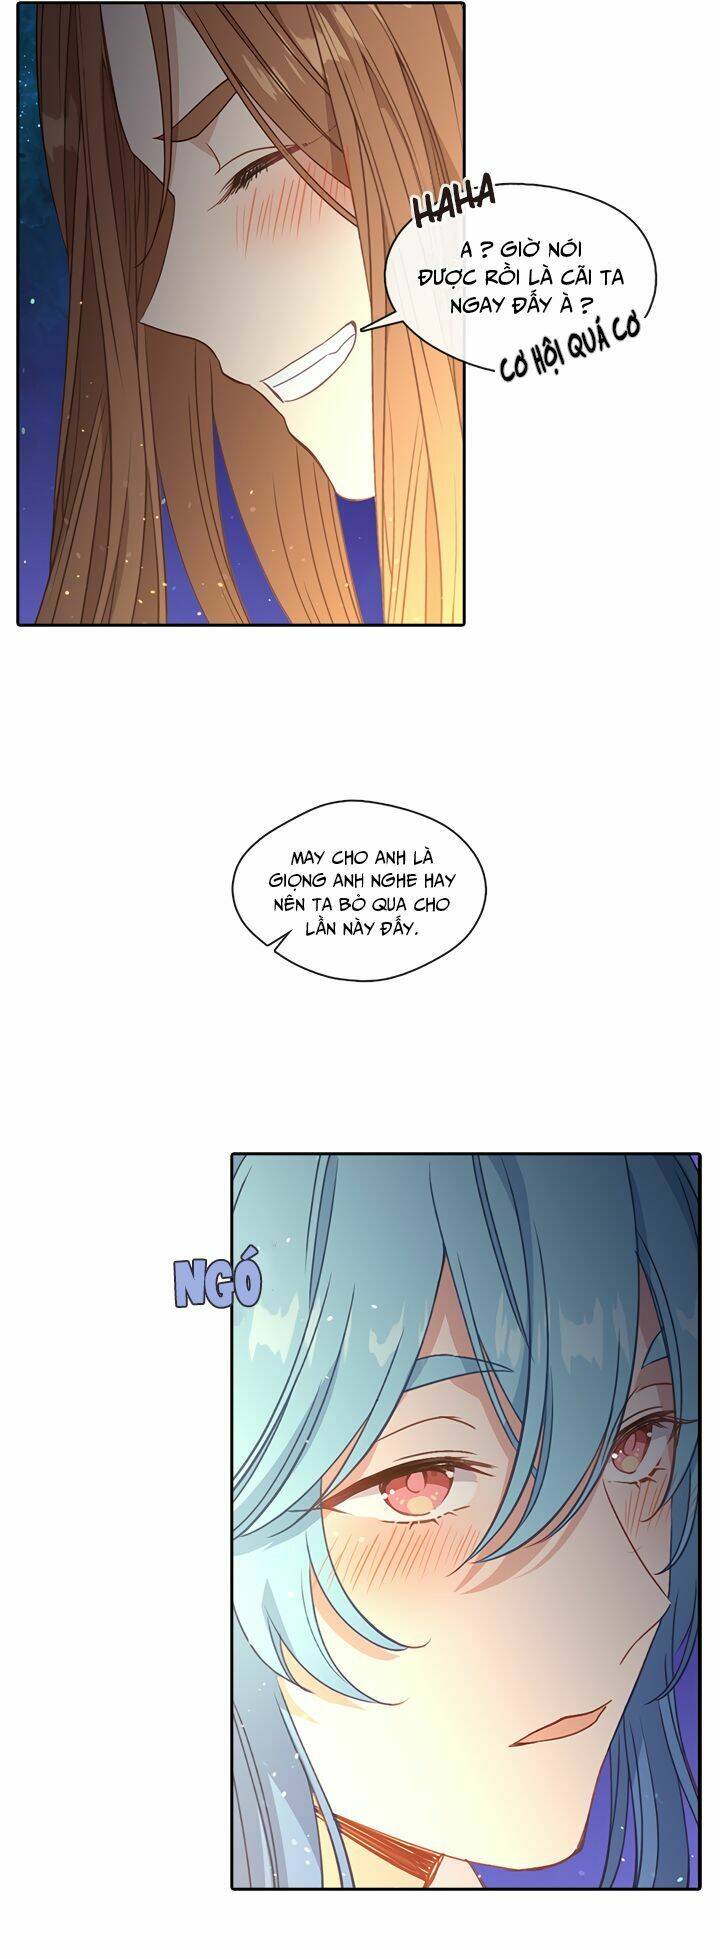 HAHA
A ? GIỜ NÓI
ĐƯỢC RỒI LÀ CÃI TA
NGAY ĐẤY À ?
CƠ HỘI QUÁ CƠ
MAY CHO ANH LÀ
GIỌNG ANH NGHE HAY
NÊN TA BỎ QUA CHO
LẦN NÀY ĐẤY.
NGÓ